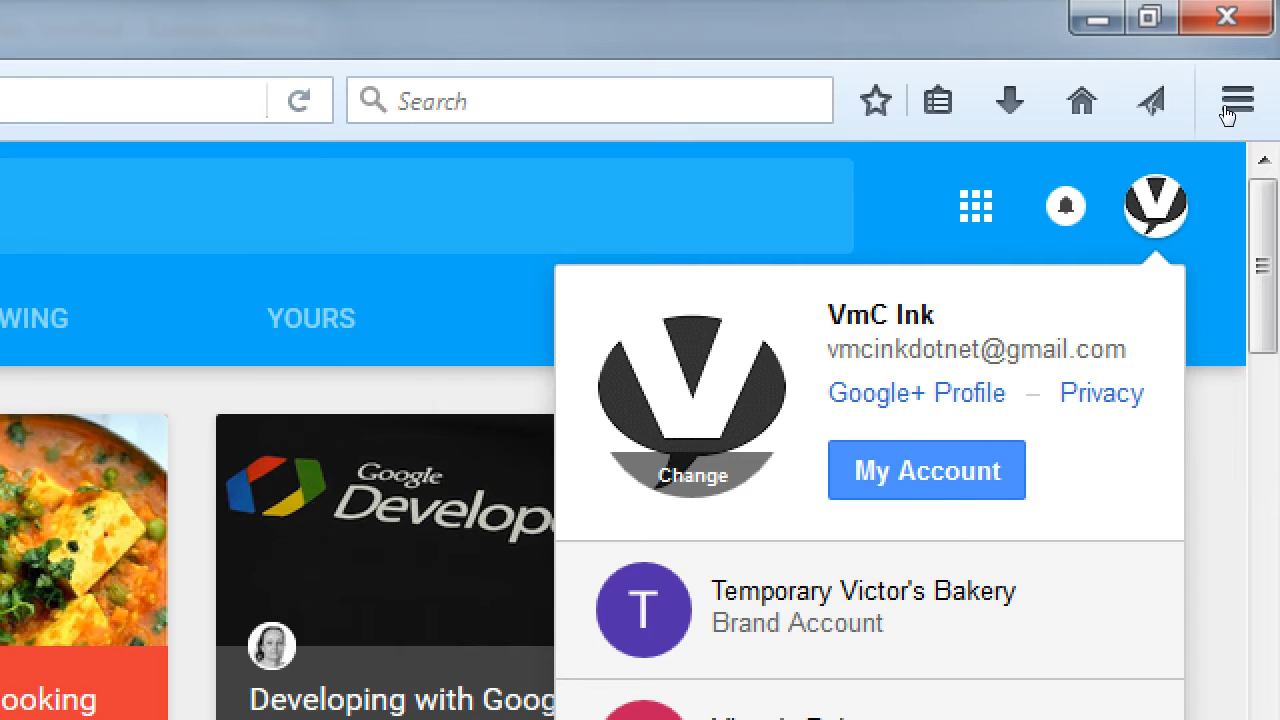 Search
WING
YOURS
VmC Ink
vmcinkdotnet@gmail.com
Google+ Profile – Privacy
Change
My Account
Google
Develop
Temporary Victor's Bakery
Brand Account
T
ooking
Developing with Goog